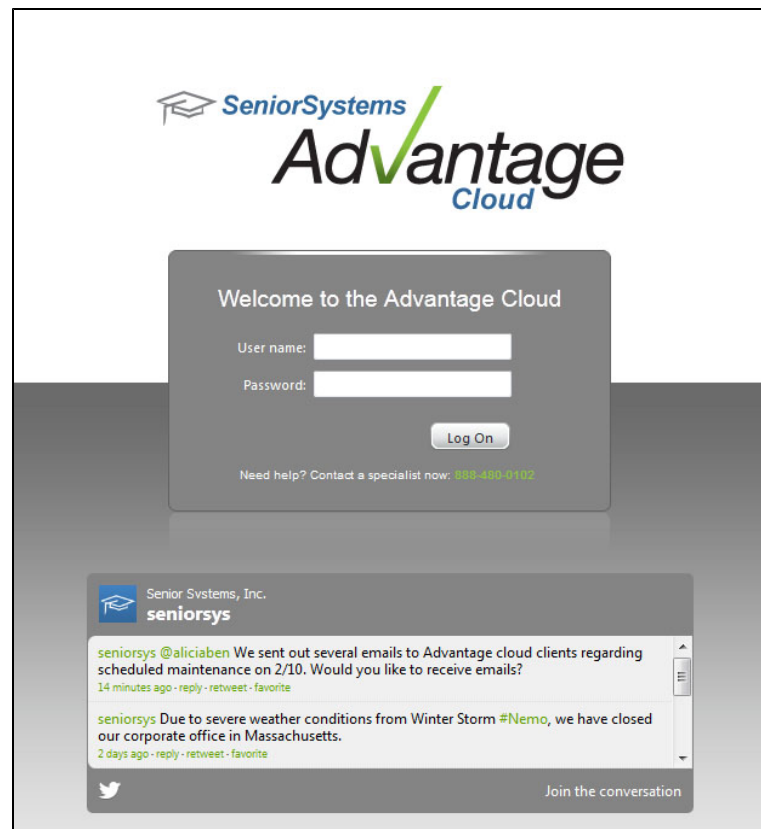 SeniorSystems
Advantage
Cloud
Welcome to the Advantage Cloud
User name:
Password:
Log On
Need help? Contact a specialist now: 888-480-0102
Senior Systems, Inc.
seniorsys
seniorsys @aliciaben We sent out several emails to Advantage cloud clients regarding
scheduled maintenance on 2/10. Would you like to receive emails?
14 minutes ago · reply · retweet · favorite
seniorsys Due to severe weather conditions from Winter Storm #Nemo, we have closed
our corporate office in Massachusetts.
2 days ago · reply · retweet · favorite
Join the conversation